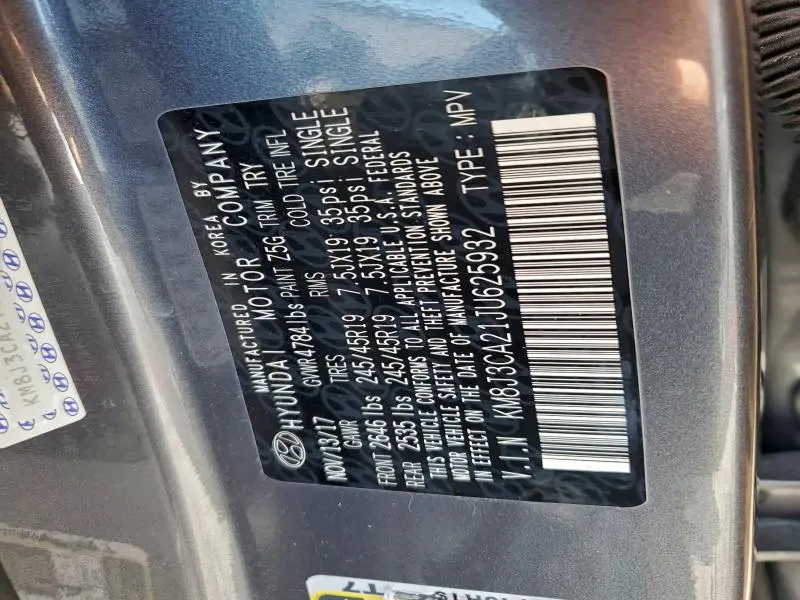 MANUFACTURED IN KOREA BY
HYUNDAI MOTOR COMPANY
NOV/13/17 GVWR 4784 lbs PAINT Z5G TRIM TRY
GAWR TIRES RIMS COLD TIRE INFL
FRONT 2646 lbs 245/45R19 7.5JX19 35psi SINGLE
REAR 2535 lbs 245/45R19 7.5JX19 35psi SINGLE
THIS VEHICLE CONFORMS TO ALL APPLICABLE U.S.A. FEDERAL
MOTOR VEHICLE SAFETY AND THEFT PREVENTION STANDARDS
IN EFFECT ON THE DATE OF MANUFACTURE SHOWN ABOVE
V.I.N KM8J3CA21JU625932 TYPE : MPV
KM8J3CA2